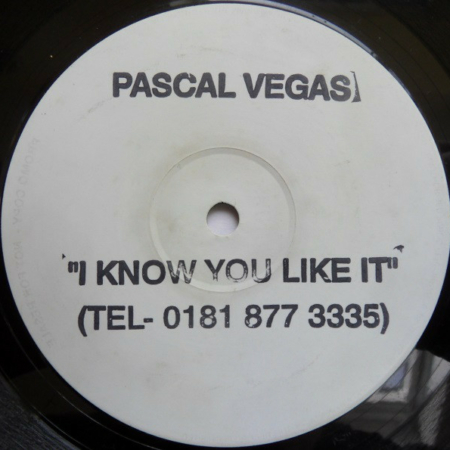 PASCAL VEGAS
"I KNOW YOU LIKE IT"
(TEL- 0181 877 3335)